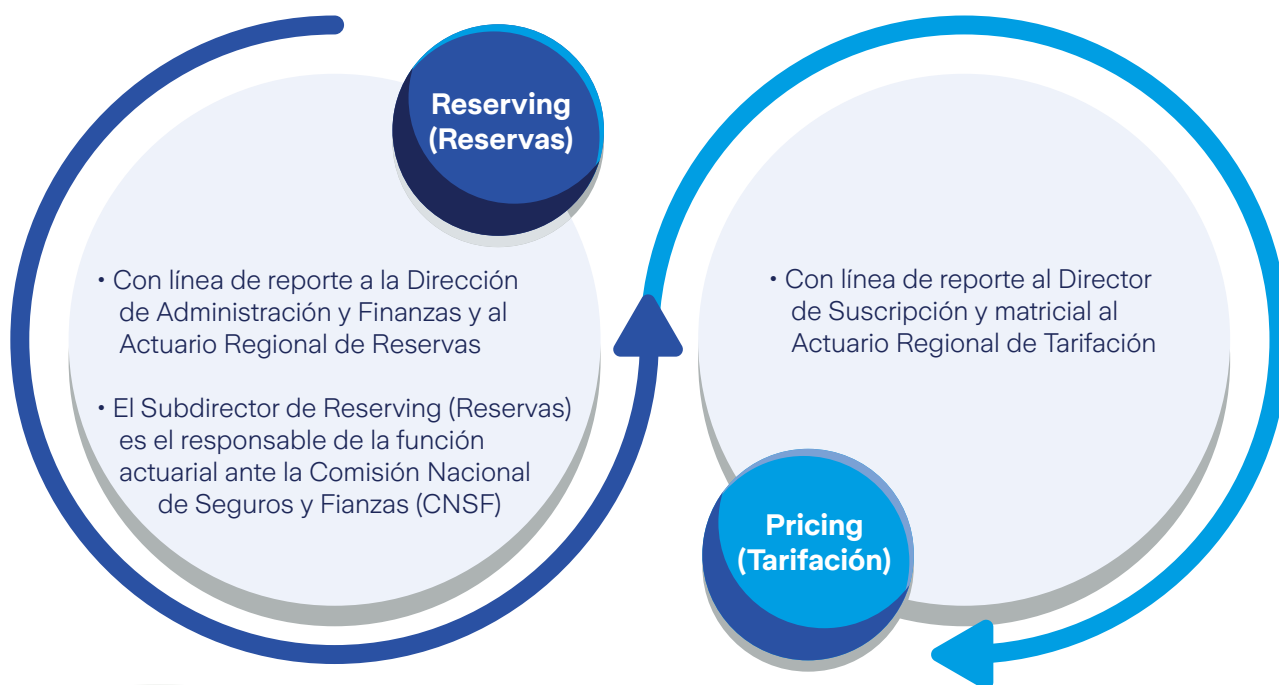 Reserving
(Reservas)
• Con línea de reporte a la Dirección
de Administración y Finanzas y al
Actuario Regional de Reservas
• El Subdirector de Reserving (Reservas)
es el responsable de la función
actuarial ante la Comisión Nacional
de Seguros y Fianzas (CNSF)
• Con línea de reporte al Director
de Suscripción y matricial al
Actuario Regional de Tarifación
Pricing
(Tarifación)